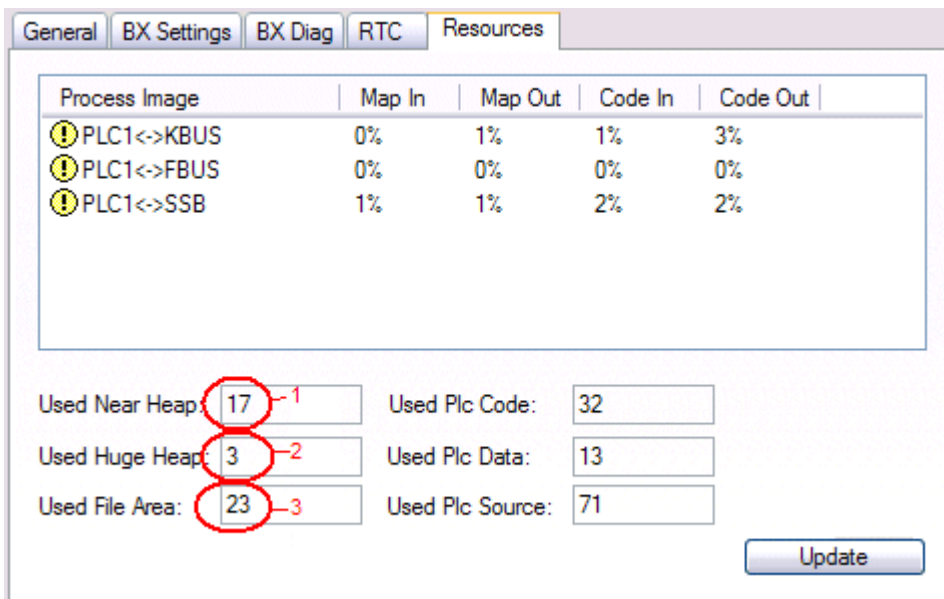 General BX Settings BX Diag RTC Resources
Process Image Map In Map Out Code In Code Out
PLC1<->KBUS 0% 1% 1% 3%
PLC1<->FBUS 0% 0% 0% 0%
PLC1<->SSB 1% 1% 2% 2%
Used Near Heap: 17 1 Used Plc Code: 32
Used Huge Heap: 3 2 Used Plc Data: 13
Used File Area: 23 3 Used Plc Source: 71
Update